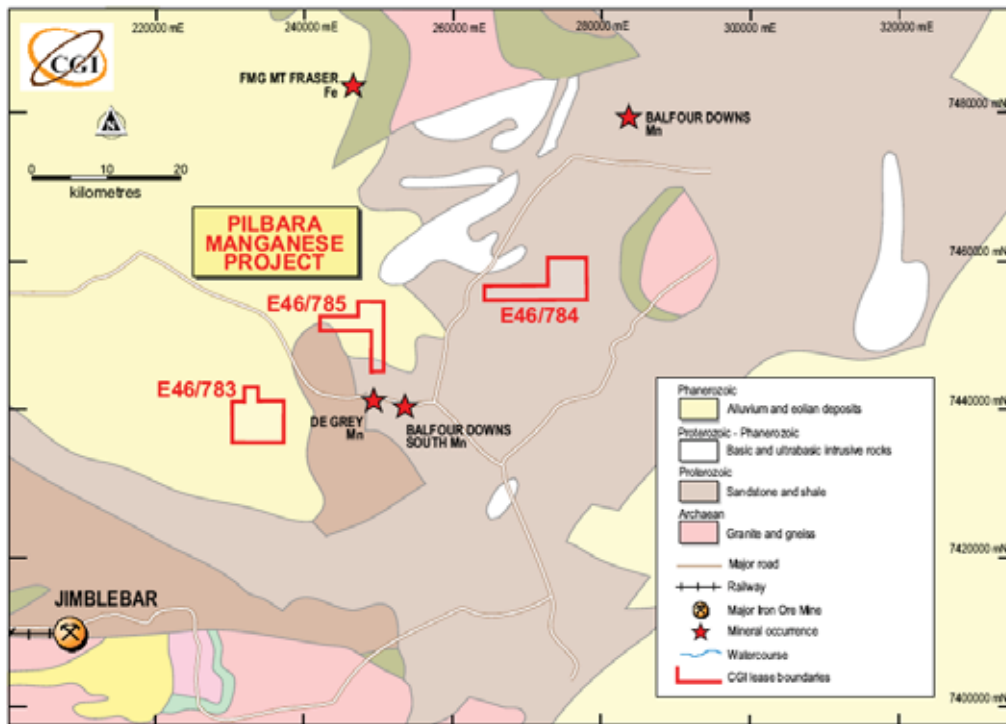 220000 mE
240000 mE
260000 mE
280000 mE
300000 mE
320000 mE
CGI
N
FMG MT FRASER
Fe
BALFOUR DOWNS
Mn
7480000 mN
0 10 20
kilometres
PILBARA
MANGANESE
PROJECT
7460000 mN
E46/785
E46/784
E46/783
DE GREY
Mn
BALFOUR DOWNS
SOUTH Mn
7440000 mN
7420000 mN
7400000 mN
JIMBLEBAR
Phanerozoic
Alluvium and eolian deposits
Proterozoic - Phanerozoic
Basic and ultrabasic intrusive rocks
Proterozoic
Sandstone and shale
Archaean
Granite and gneiss
Major road
Railway
Major Iron Ore Mine
Mineral occurrence
Watercourse
CGI lease boundaries